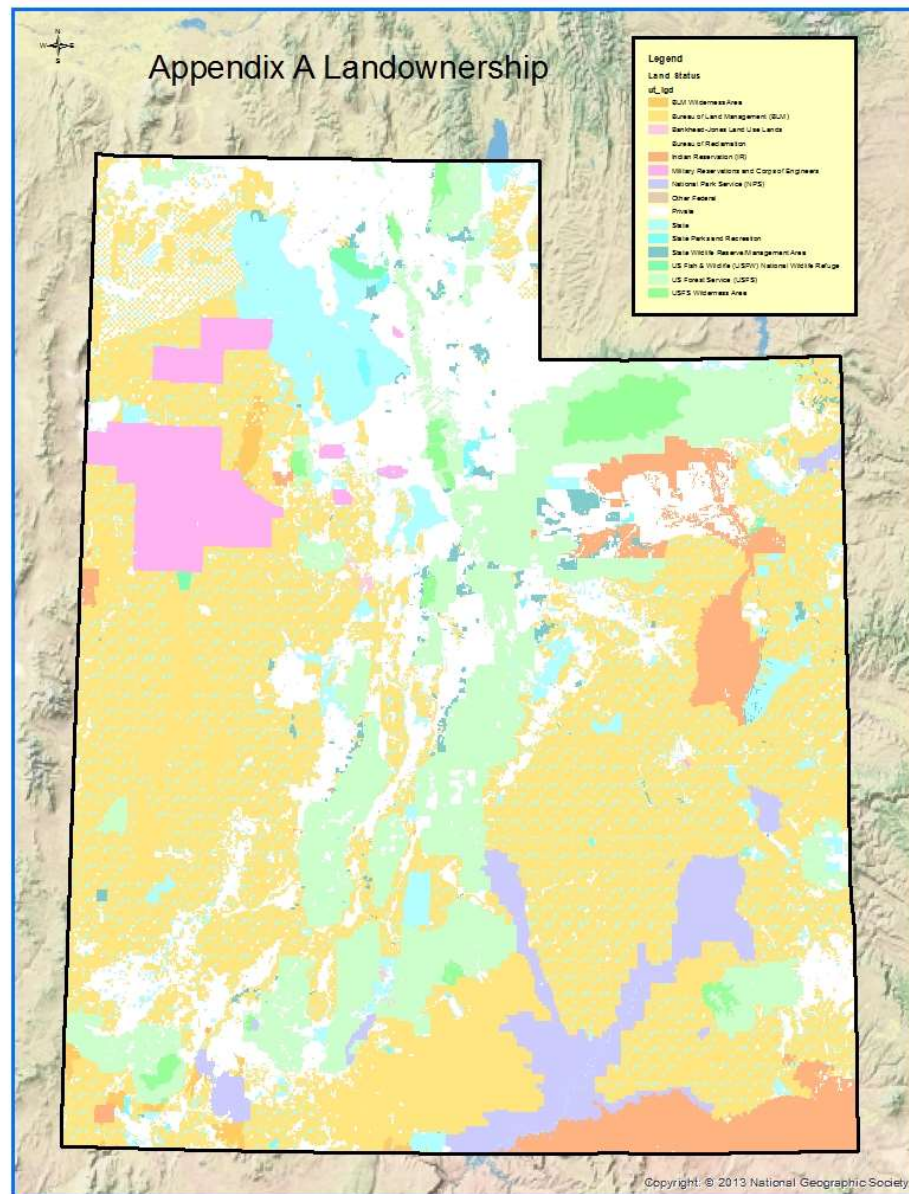 N
W E
S
Appendix A Landownership
Legend
Land Status
ut_lgd
BLM Wilderness Area
Bureau of Land Management (BLM)
Bankhead-Jones Land Use Lands
Bureau of Reclamation
Indian Reservation (IR)
Military Reservations and Corps of Engineers
National Park Service (NPS)
Other Federal
Private
State
State Parks and Recreation
State Wildlife Reserve/Management Area
US Fish & Wildlife (USFW) National Wildlife Refuge
US Forest Service (USFS)
USFS Wilderness Area
Copyright: © 2013 National Geographic Society